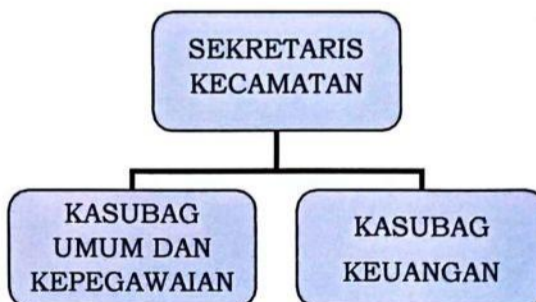 SEKRETARIS
KECAMATAN
KASUBAG
UMUM DAN
KEPEGAWAIAN
KASUBAG
KEUANGAN